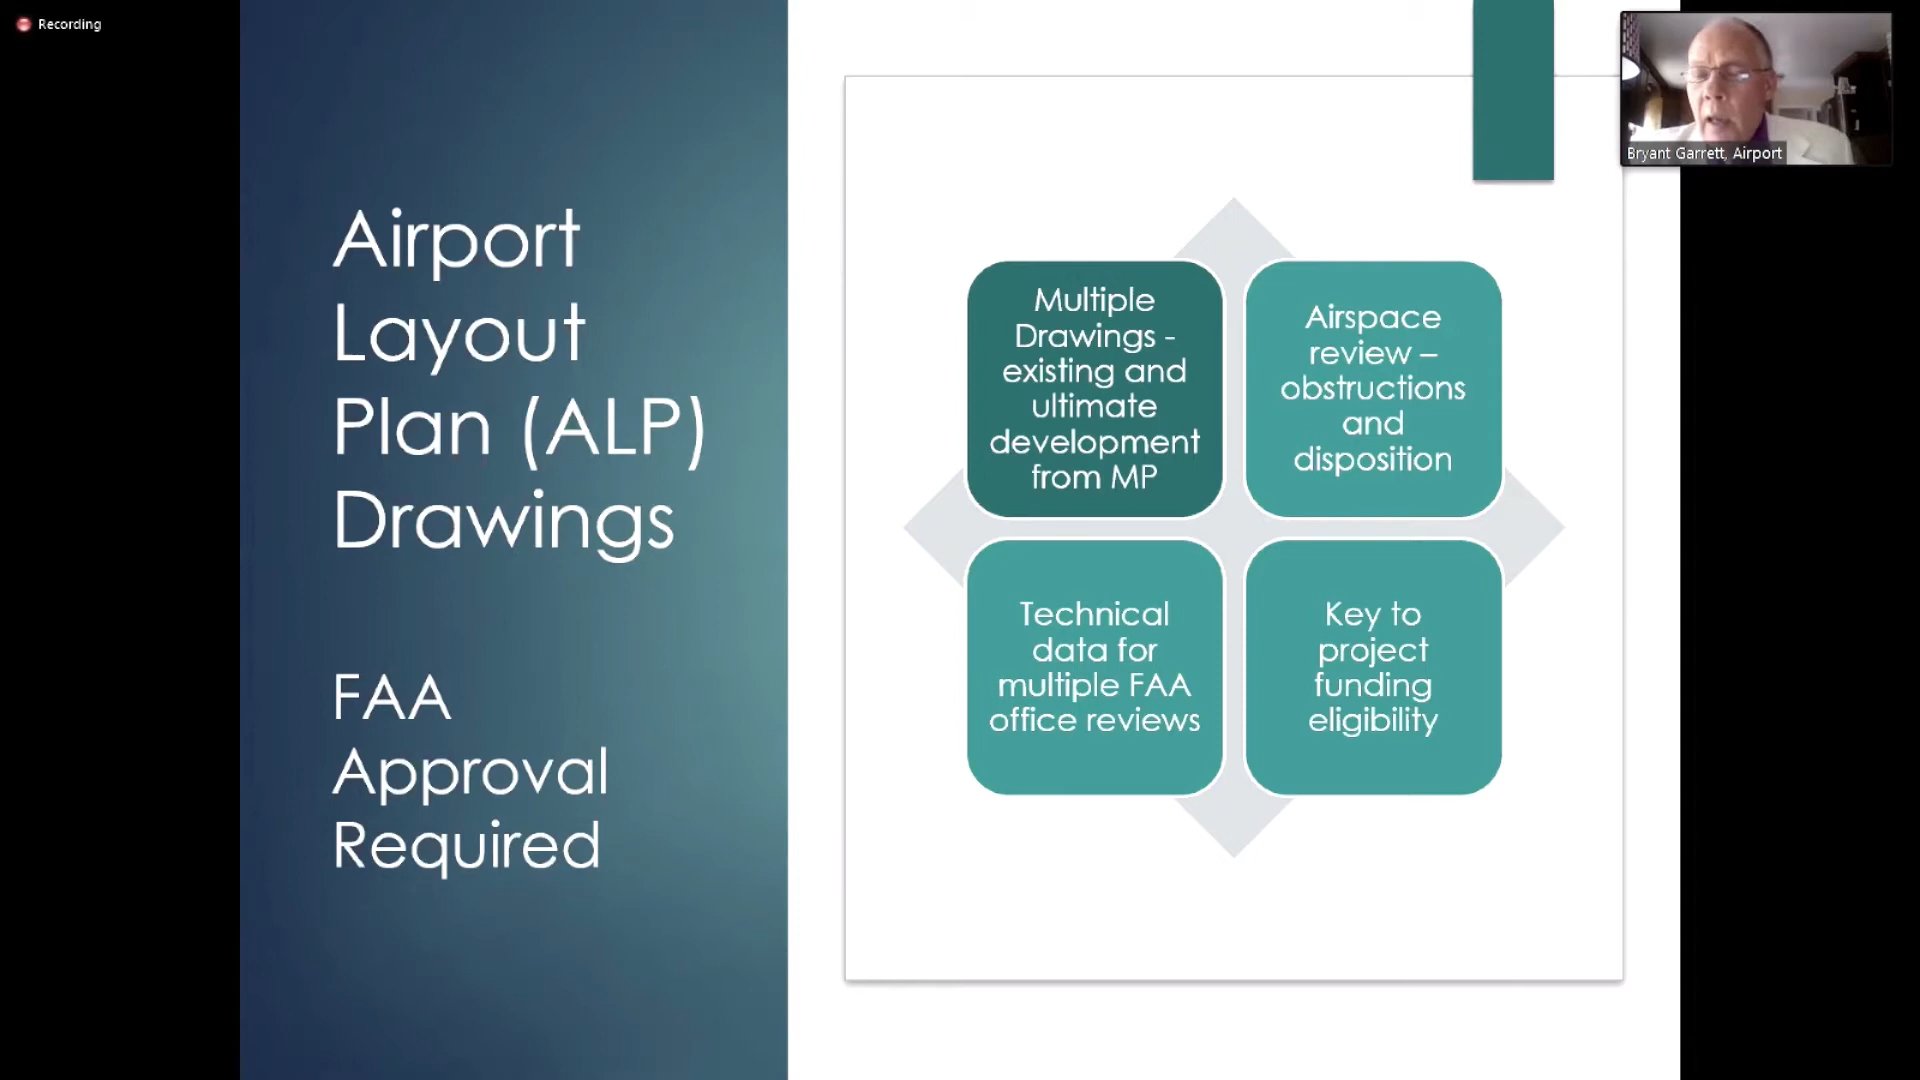 Recording
Airport
Layout
Plan (ALP)
Drawings
FAA
Approval
Required
Multiple
Drawings -
existing and
ultimate
development
from MP
Airspace
review –
obstructions
and
disposition
Technical
data for
multiple FAA
office reviews
Key to
project
funding
eligibility
Bryant Garrett, Airport